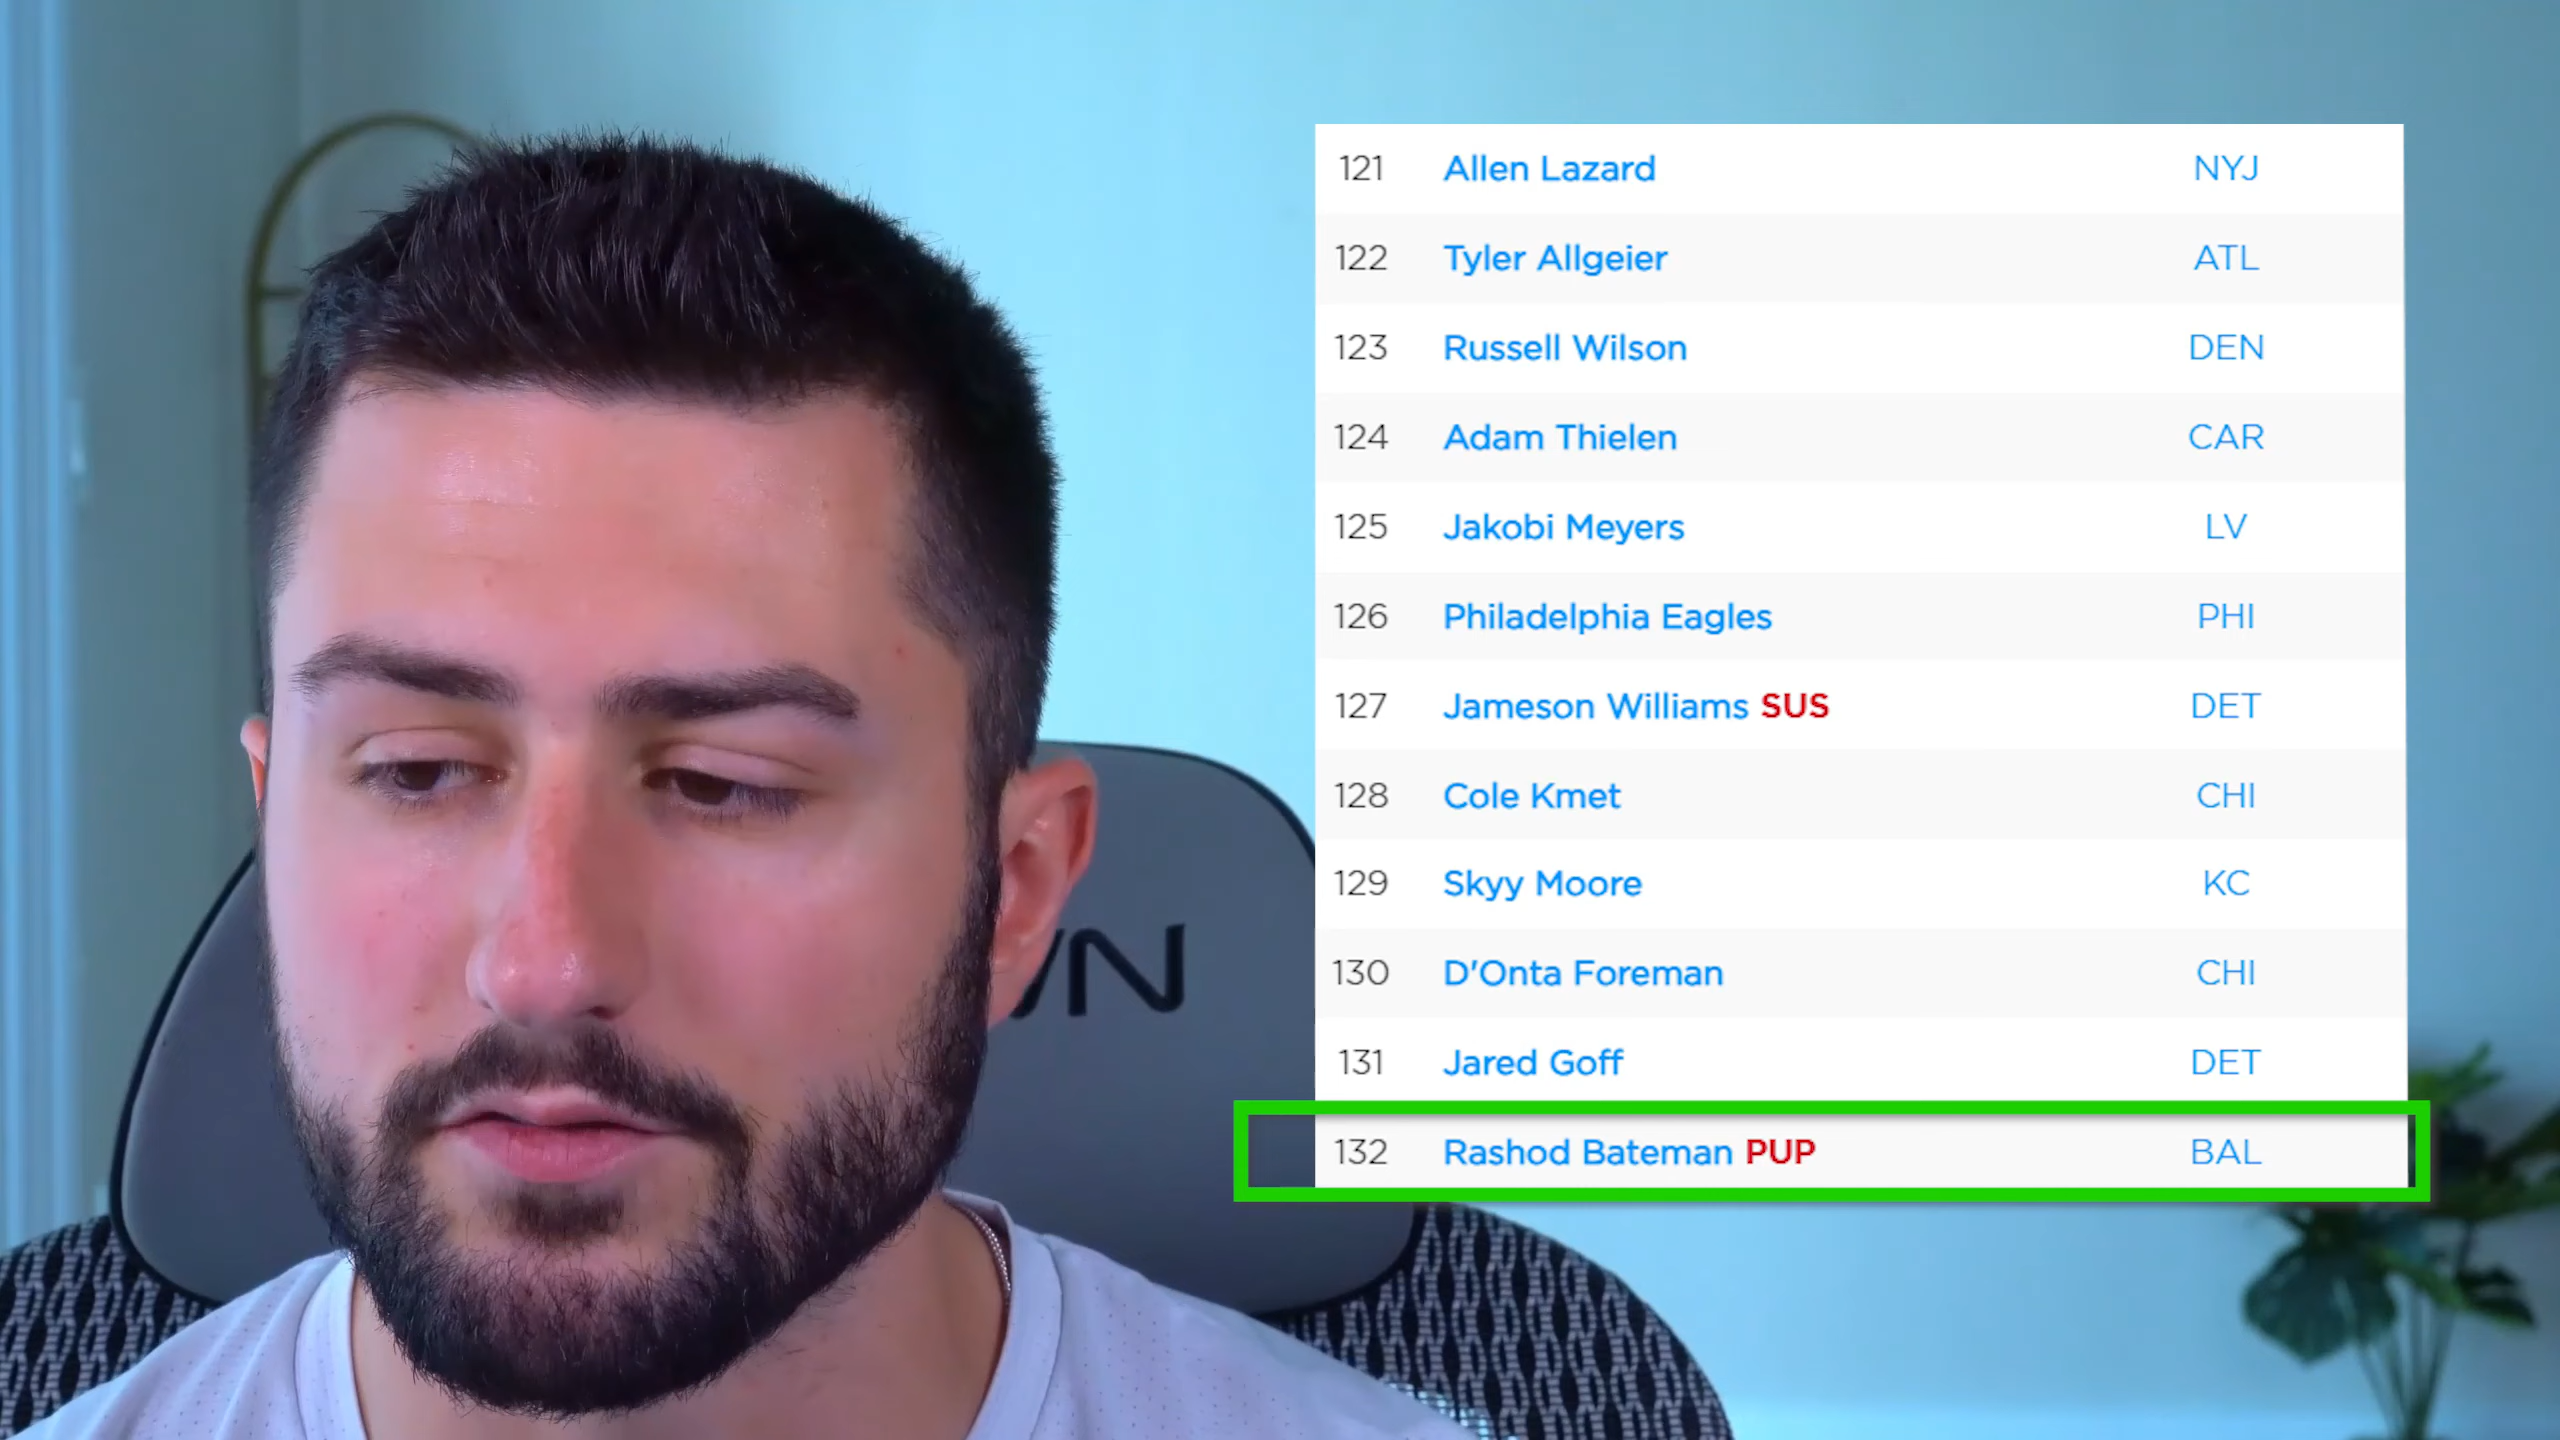 121 Allen Lazard NYJ
122 Tyler Allgeier ATL
123 Russell Wilson DEN
124 Adam Thielen CAR
125 Jakobi Meyers LV
126 Philadelphia Eagles PHI
127 Jameson Williams SUS DET
128 Cole Kmet CHI
129 Skyy Moore KC
130 D'Onta Foreman CHI
131 Jared Goff DET
132 Rashod Bateman PUP BAL